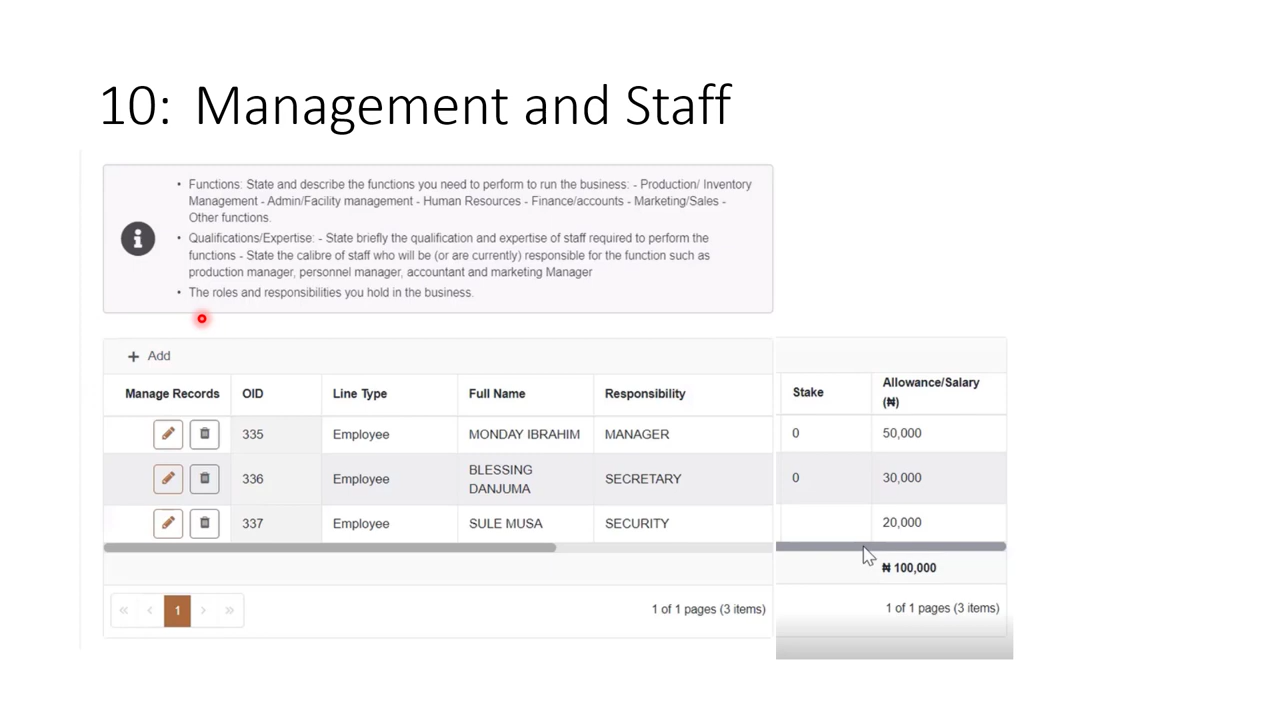 10: Management and Staff
• Functions: State and describe the functions you need to perform to run the business: - Production/ Inventory
Management - Admin/Facility management - Human Resources - Finance/accounts - Marketing/Sales -
Other functions.
• Qualifications/Expertise: - State briefly the qualification and expertise of staff required to perform the
functions - State the calibre of staff who will be (or are currently) responsible for the function such as
production manager, personnel manager, accountant and marketing Manager
• The roles and responsibilities you hold in the business.
+ Add
Manage Records OID Line Type Full Name Responsibility Stake Allowance/Salary
(₦)
335 Employee MONDAY IBRAHIM MANAGER 0 50,000
336 Employee BLESSING
DANJUMA SECRETARY 0 30,000
337 Employee SULE MUSA SECURITY 20,000
₦ 100,000
« ‹ 1 › » 1 of 1 pages (3 items) 1 of 1 pages (3 items)